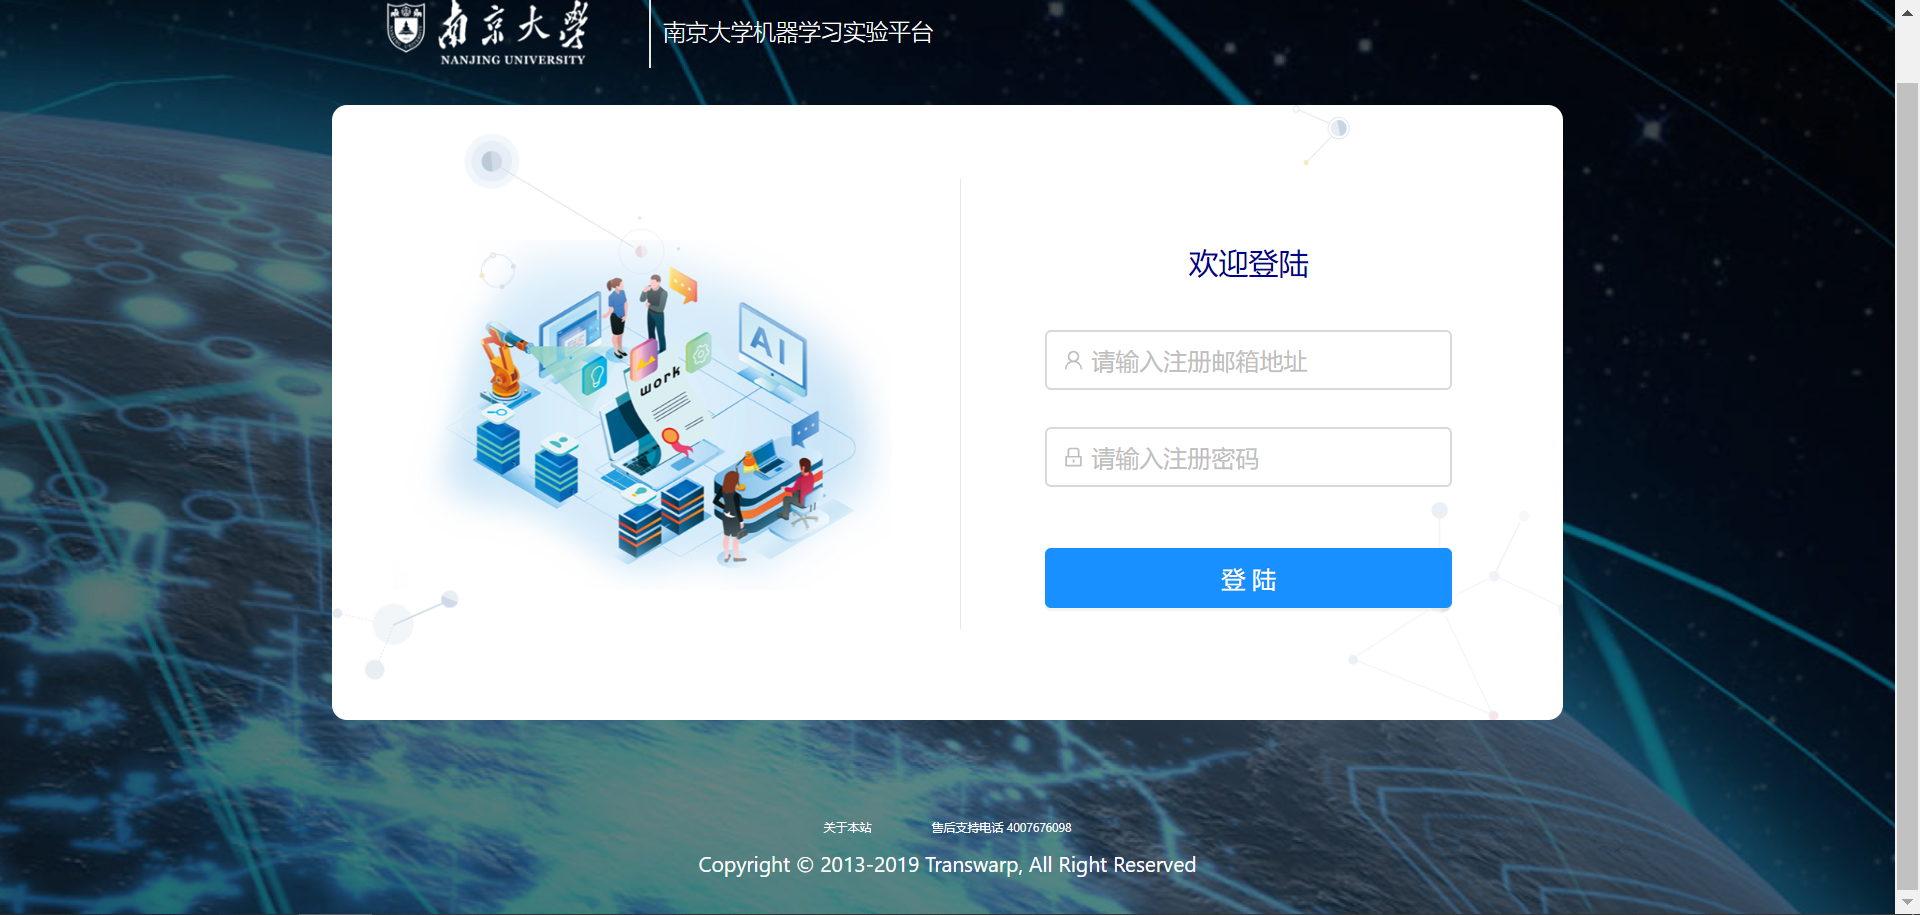 南京大学
NANJING UNIVERSITY
南京大学机器学习实验平台
欢迎登陆
请输入注册邮箱地址
请输入注册密码
登 陆
AI
work
关于本站 售后支持电话 4007676098
Copyright © 2013-2019 Transwarp, All Right Reserved